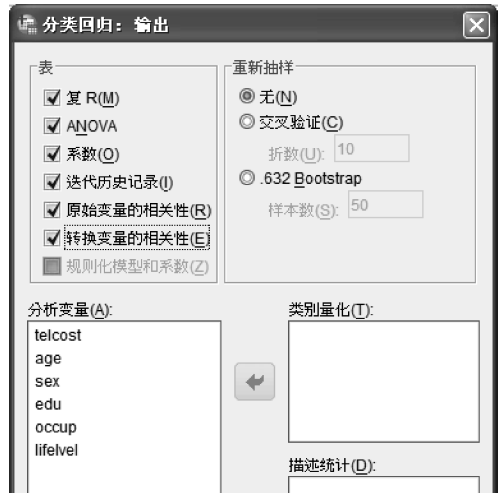 分类回归：输出
表
复 R(M)
ANOVA
系数(O)
迭代历史记录(I)
原始变量的相关性(R)
转换变量的相关性(E)
规则化模型和系数(Z)
重新抽样
无(N)
交叉验证(C)
折数(U): 10
.632 Bootstrap
样本数(S): 50
分析变量(A):
telcost
age
sex
edu
occup
lifelvel
类别量化(T):
描述统计(D):